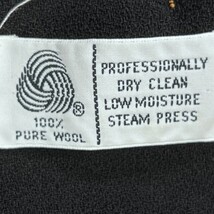 ®
100%
PURE WOOL
PROFESSIONALLY
DRY CLEAN
LOW MOISTURE
STEAM PRESS